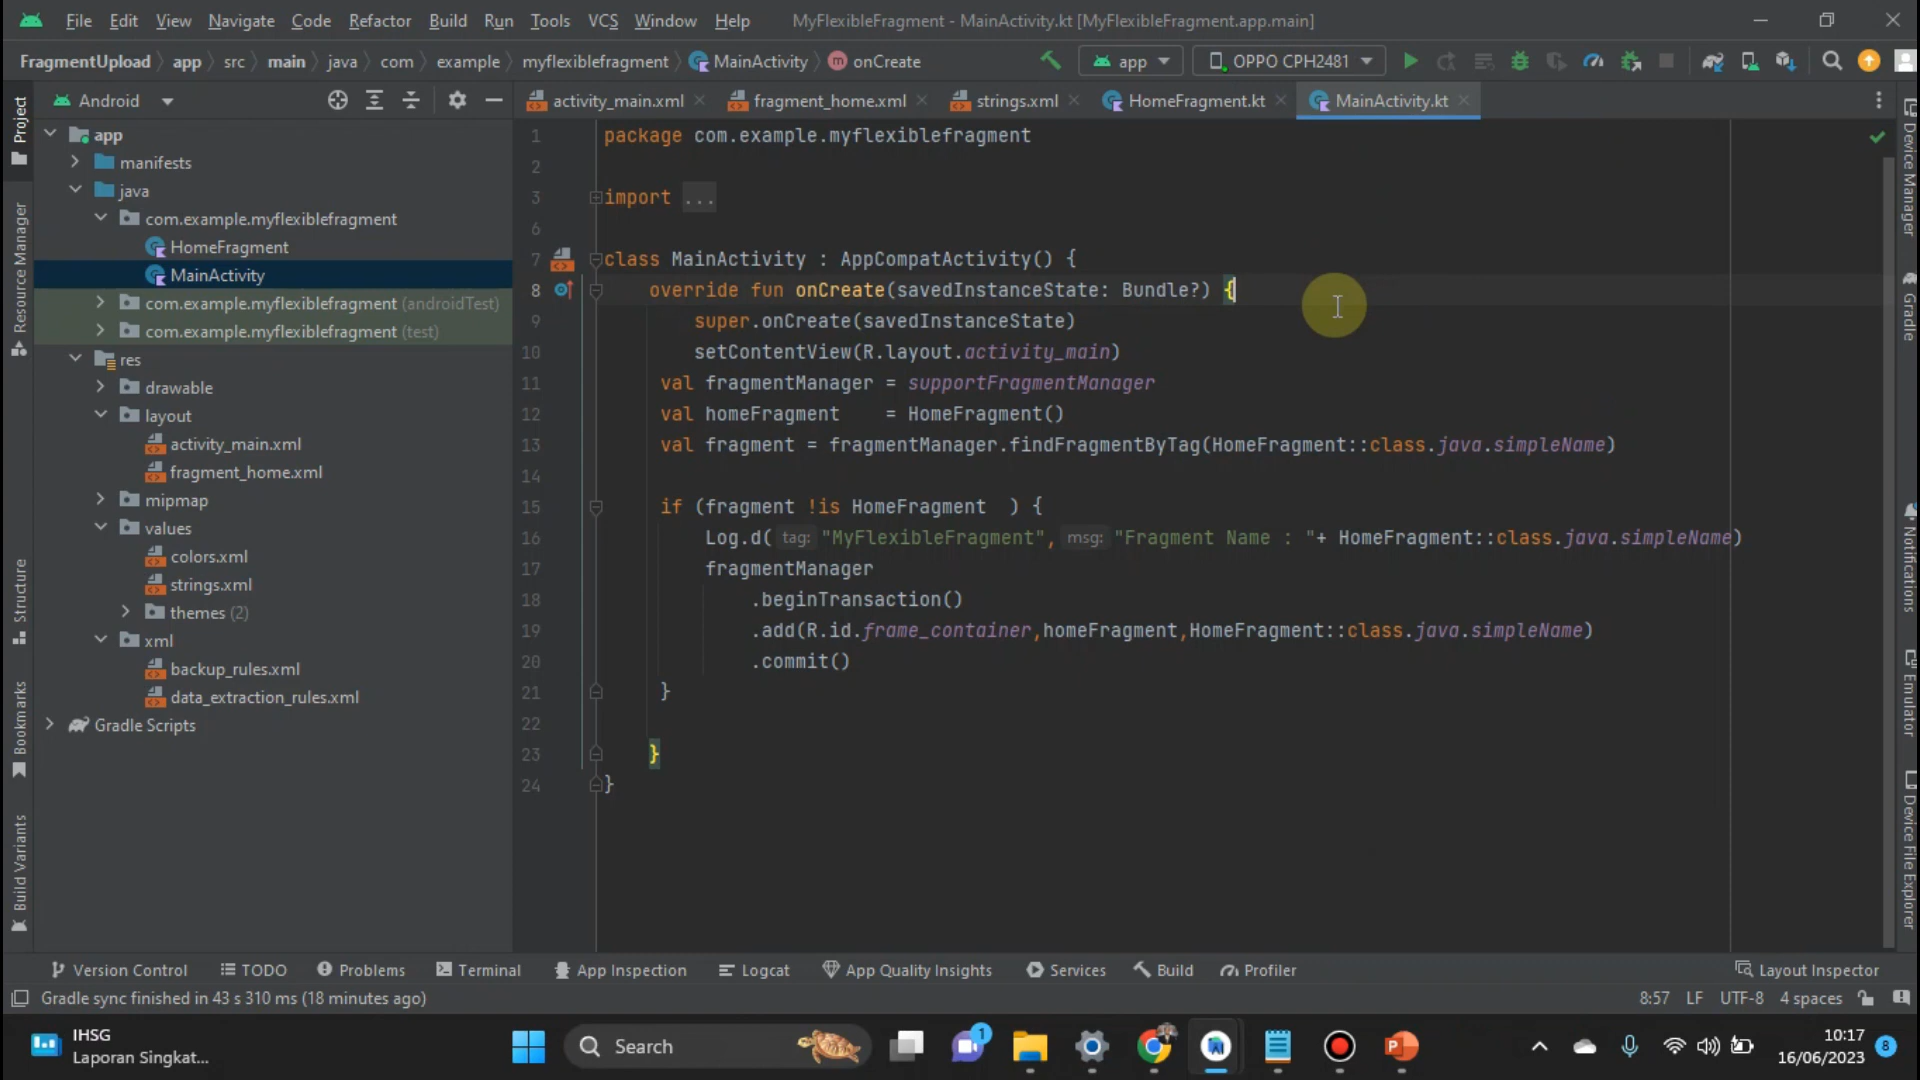 File Edit View Navigate Code Refactor Build Run Tools VCS Window Help MyFlexibleFragment - MainActivity.kt [MyFlexibleFragment.app.main]
FragmentUpload app src main java com example myflexiblefragment MainActivity onCreate app OPPO CPH2481
Android activity_main.xml fragment_home.xml strings.xml HomeFragment.kt MainActivity.kt
Project
Resource Manager
Structure
Bookmarks
Build Variants
app
manifests
java
com.example.myflexiblefragment
HomeFragment
MainActivity
com.example.myflexiblefragment (androidTest)
com.example.myflexiblefragment (test)
res
drawable
layout
activity_main.xml
fragment_home.xml
mipmap
values
colors.xml
strings.xml
themes (2)
xml
backup_rules.xml
data_extraction_rules.xml
Gradle Scripts
1 package com.example.myflexiblefragment
2
3 import ...
6
7 class MainActivity : AppCompatActivity() {
8 override fun onCreate(savedInstanceState: Bundle?) {
9 super.onCreate(savedInstanceState)
10 setContentView(R.layout.activity_main)
11 val fragmentManager = supportFragmentManager
12 val homeFragment = HomeFragment()
13 val fragment = fragmentManager.findFragmentByTag(HomeFragment::class.java.simpleName)
14
15 if (fragment !is HomeFragment ) {
16 Log.d( tag: "MyFlexibleFragment", msg: "Fragment Name : "+ HomeFragment::class.java.simpleName)
17 fragmentManager
18 .beginTransaction()
19 .add(R.id.frame_container,homeFragment,HomeFragment::class.java.simpleName)
20 .commit()
21 }
22
23 }
24 }
Device Manager
Gradle
Notifications
Emulator
Device File Explorer
Version Control TODO Problems Terminal App Inspection Logcat App Quality Insights Services Build Profiler Layout Inspector
Gradle sync finished in 43 s 310 ms (18 minutes ago) 8:57 LF UTF-8 4 spaces
IHSG
Laporan Singkat...
Search
1
10:17
16/06/2023
8